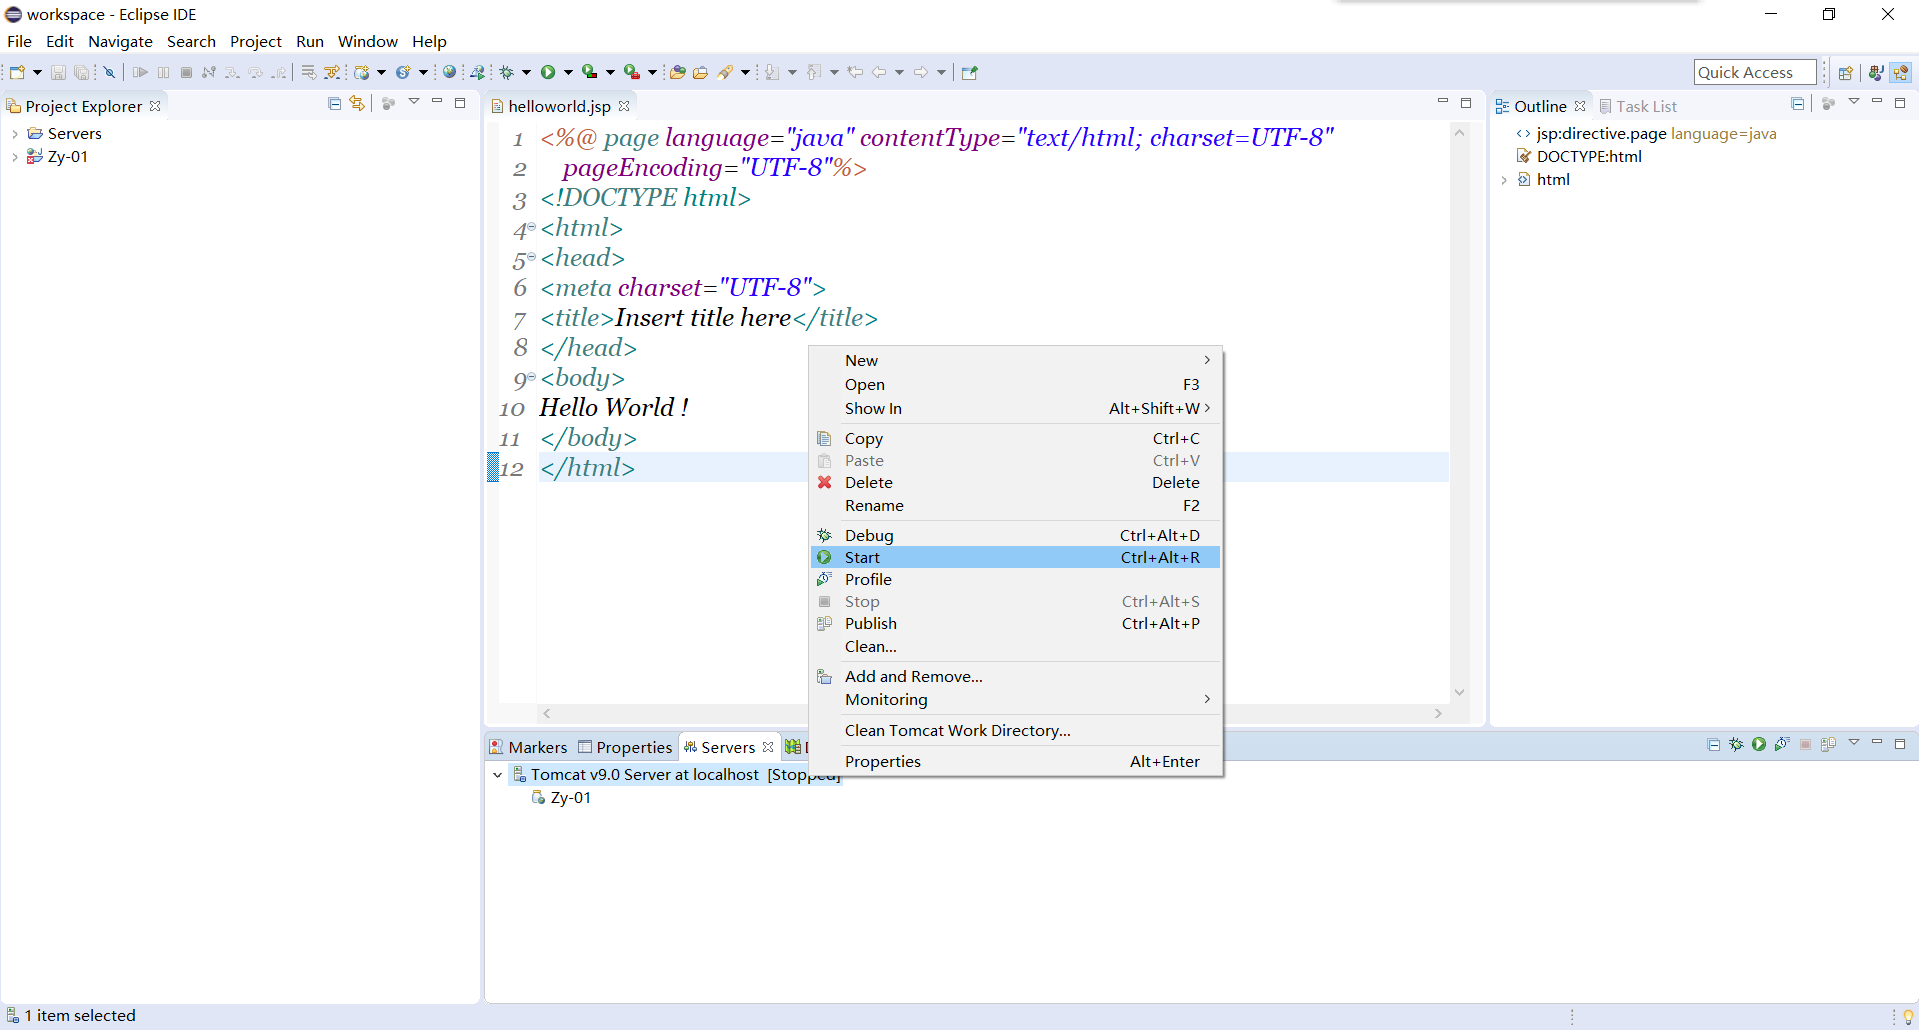 workspace - Eclipse IDE
File Edit Navigate Search Project Run Window Help
Quick Access
Project Explorer
Servers
Zy-01
helloworld.jsp
1 <%@ page language="java" contentType="text/html; charset=UTF-8"
2 pageEncoding="UTF-8"%>
3 <!DOCTYPE html>
4 <html>
5 <head>
6 <meta charset="UTF-8">
7 <title>Insert title here</title>
8 </head>
9 <body>
10 Hello World !
11 </body>
12 </html>
New
Open F3
Show In Alt+Shift+W
Copy Ctrl+C
Paste Ctrl+V
Delete Delete
Rename F2
Debug Ctrl+Alt+D
Start Ctrl+Alt+R
Profile
Stop Ctrl+Alt+S
Publish Ctrl+Alt+P
Clean...
Add and Remove...
Monitoring
Clean Tomcat Work Directory...
Properties Alt+Enter
Outline Task List
jsp:directive.page language=java
DOCTYPE:html
html
Markers Properties Servers
Tomcat v9.0 Server at localhost [Stopped]
Zy-01
1 item selected